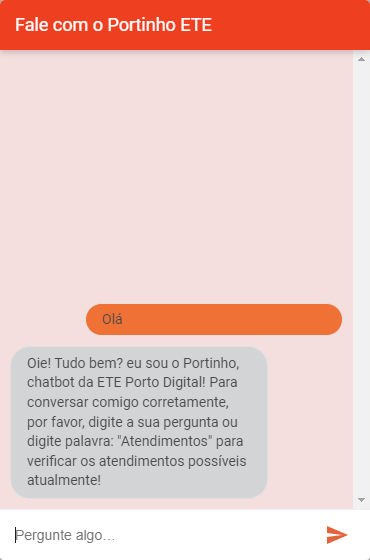 Fale com o Portinho ETE
Olá
Oie! Tudo bem? eu sou o Portinho,
chatbot da ETE Porto Digital! Para
conversar comigo corretamente,
por favor, digite a sua pergunta ou
digite palavra: "Atendimentos" para
verificar os atendimentos possíveis
atualmente!
Pergunte algo...